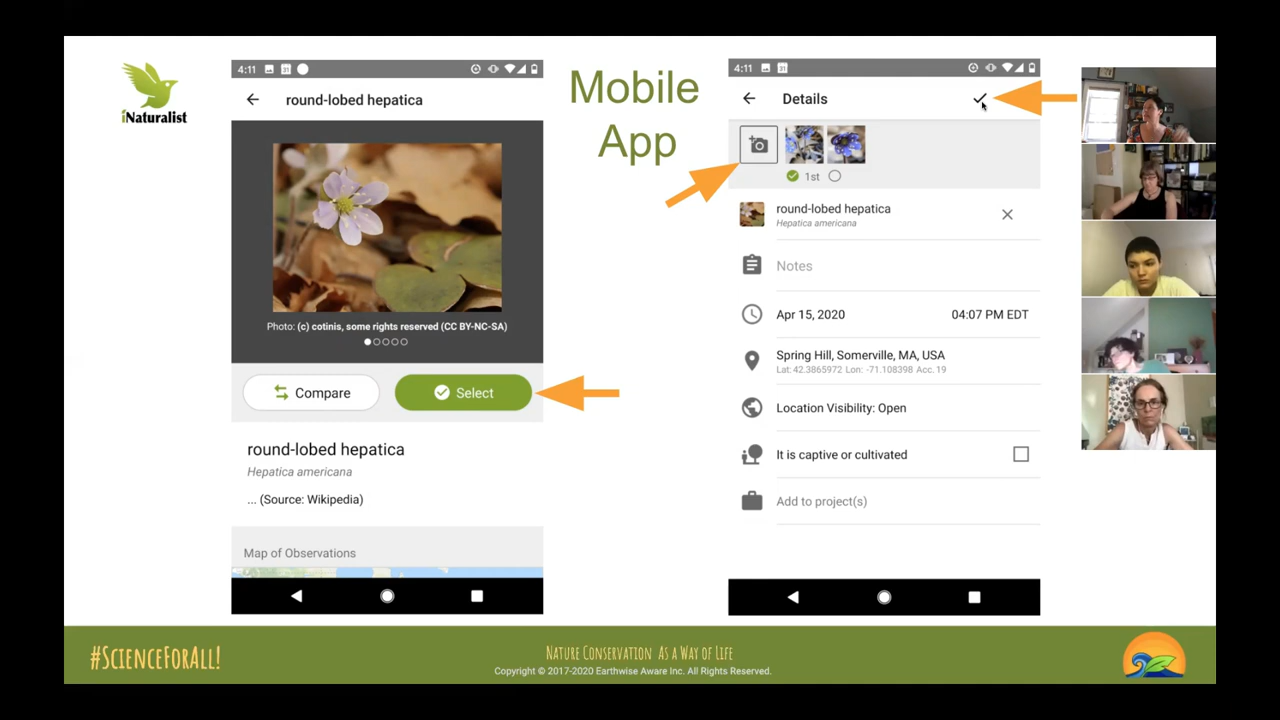 iNaturalist
4:11
round-lobed hepatica
Photo: (c) cotinis, some rights reserved (CC BY-NC-SA)
Compare
Select
round-lobed hepatica
Hepatica americana
... (Source: Wikipedia)
Map of Observations
Mobile
App
4:11
Details
1st
round-lobed hepatica
Hepatica americana
Notes
Apr 15, 2020
04:07 PM EDT
Spring Hill, Somerville, MA, USA
Lat: 42.3865972 Lon: -71.108398 Acc. 19
Location Visibility: Open
It is captive or cultivated
Add to project(s)
#ScienceForAll!
Nature Conservation As a Way of Life
Copyright © 2017-2020 Earthwise Aware Inc. All Rights Reserved.